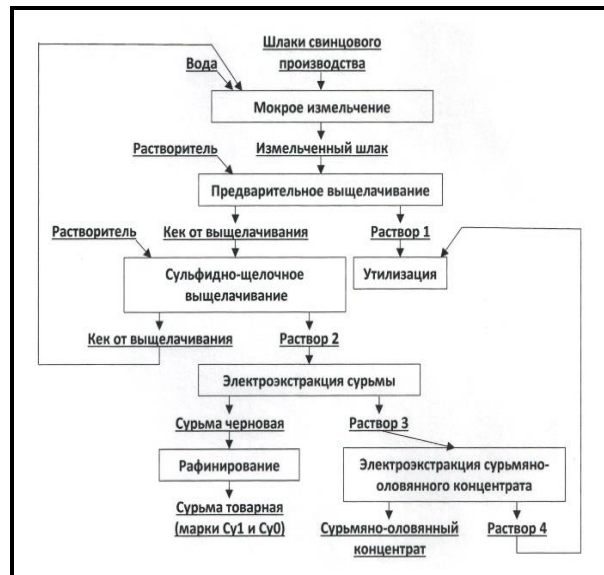 Шлаки свинцового
производства
Вода
Мокрое измельчение
Растворитель
Измельченный шлак
Предварительное выщелачивание
Растворитель
Кек от выщелачивания
Раствор 1
Сульфидно-щелочное
выщелачивание
Утилизация
Кек от выщелачивания
Раствор 2
Электроэкстракция сурьмы
Сурьма черновая
Раствор 3
Рафинирование
Электроэкстракция сурьмяно-
оловянного концентрата
Сурьма товарная
(марки Су1 и Су0)
Сурьмяно-оловянный
концентрат
Раствор 4